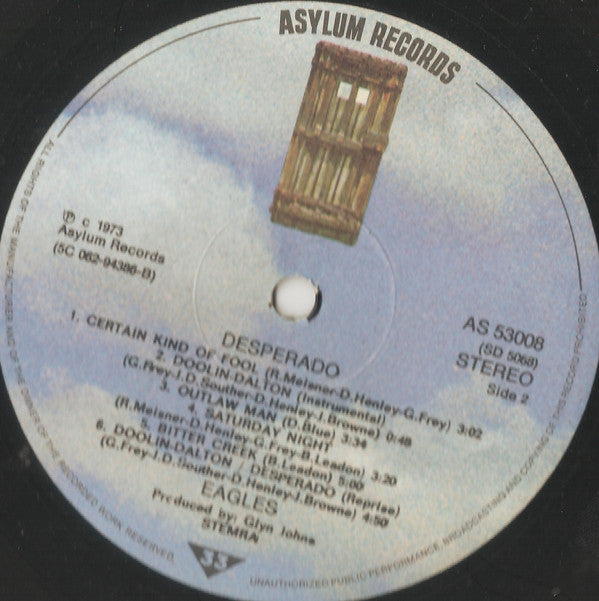 ASYLUM RECORDS
℗ c 1973
Asylum Records
(5C 062-94386-B)
AS 53008
(SD 5068)
STEREO
Side 2
DESPERADO
1. CERTAIN KIND OF FOOL (R.Meisner-D.Henley-G.Frey) 3:02
2. DOOLIN-DALTON (Instrumental)
(G.Frey-J.D.Souther-D.Henley-J.Browne) 0:48
3. OUTLAW MAN (D.Blue) 3:34
4. SATURDAY NIGHT
(R.Meisner-D.Henley-G.Frey-B.Leadon) 3:20
5. BITTER CREEK (B.Leadon) 5:00
6. DOOLIN-DALTON / DESPERADO (Reprise)
(G.Frey-J.D.Souther-D.Henley-J.Browne) 4:50
EAGLES
Produced by: Glyn Johns
STEMRA
33
ALL RIGHTS OF THE MANUFACTURER AND OF THE OWNER OF THE RECORDED WORK RESERVED.
UNAUTHORIZED PUBLIC PERFORMANCE, BROADCASTING AND COPYING OF THIS RECORD PROHIBITED